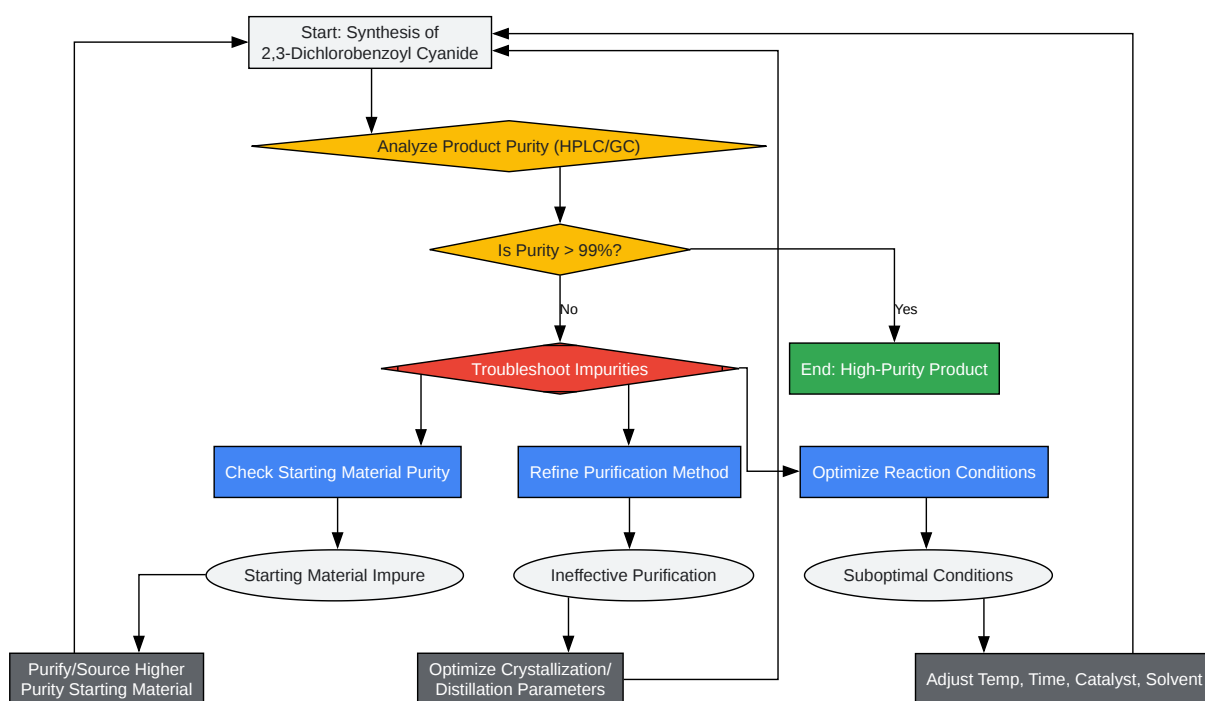 Start: Synthesis of
2,3-Dichlorobenzoyl Cyanide
Analyze Product Purity (HPLC/GC)
Is Purity > 99%?
No
Yes
Troubleshoot Impurities
End: High-Purity Product
Check Starting Material Purity
Refine Purification Method
Optimize Reaction Conditions
Starting Material Impure
Ineffective Purification
Suboptimal Conditions
Purify/Source Higher
Purity Starting Material
Optimize Crystallization/
Distillation Parameters
Adjust Temp, Time, Catalyst, Solvent